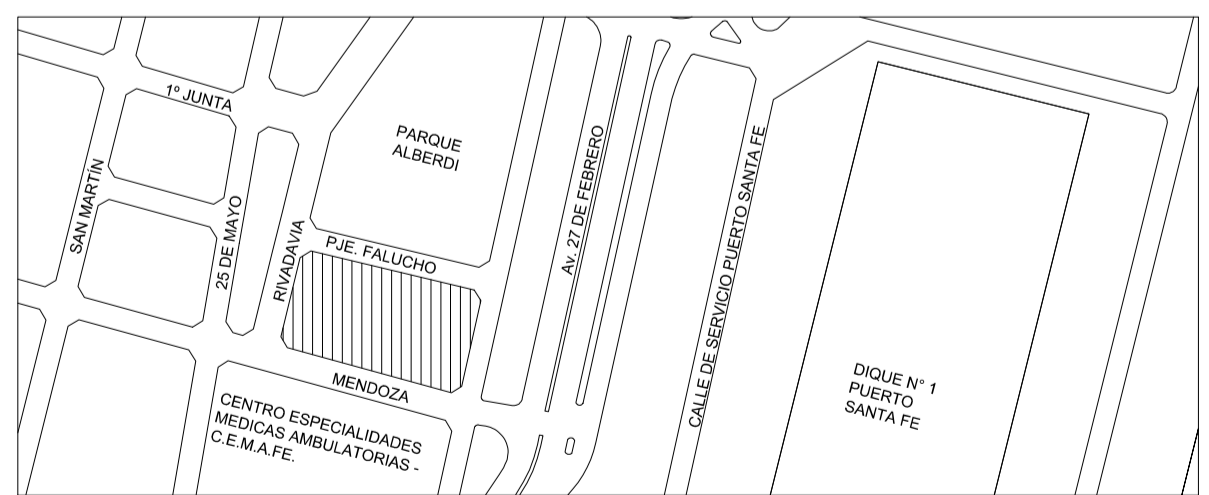 1º JUNTA
PARQUE
ALBERDI
SAN MARTÍN
25 DE MAYO
RIVADAVIA
PJE. FALUCHO
Av. 27 DE FEBRERO
CALLE DE SERVICIO PUERTO SANTA FE
MENDOZA
DIQUE N° 1
PUERTO
SANTA FE
CENTRO ESPECIALIDADES
MEDICAS AMBULATORIAS -
C.E.M.A.FE.